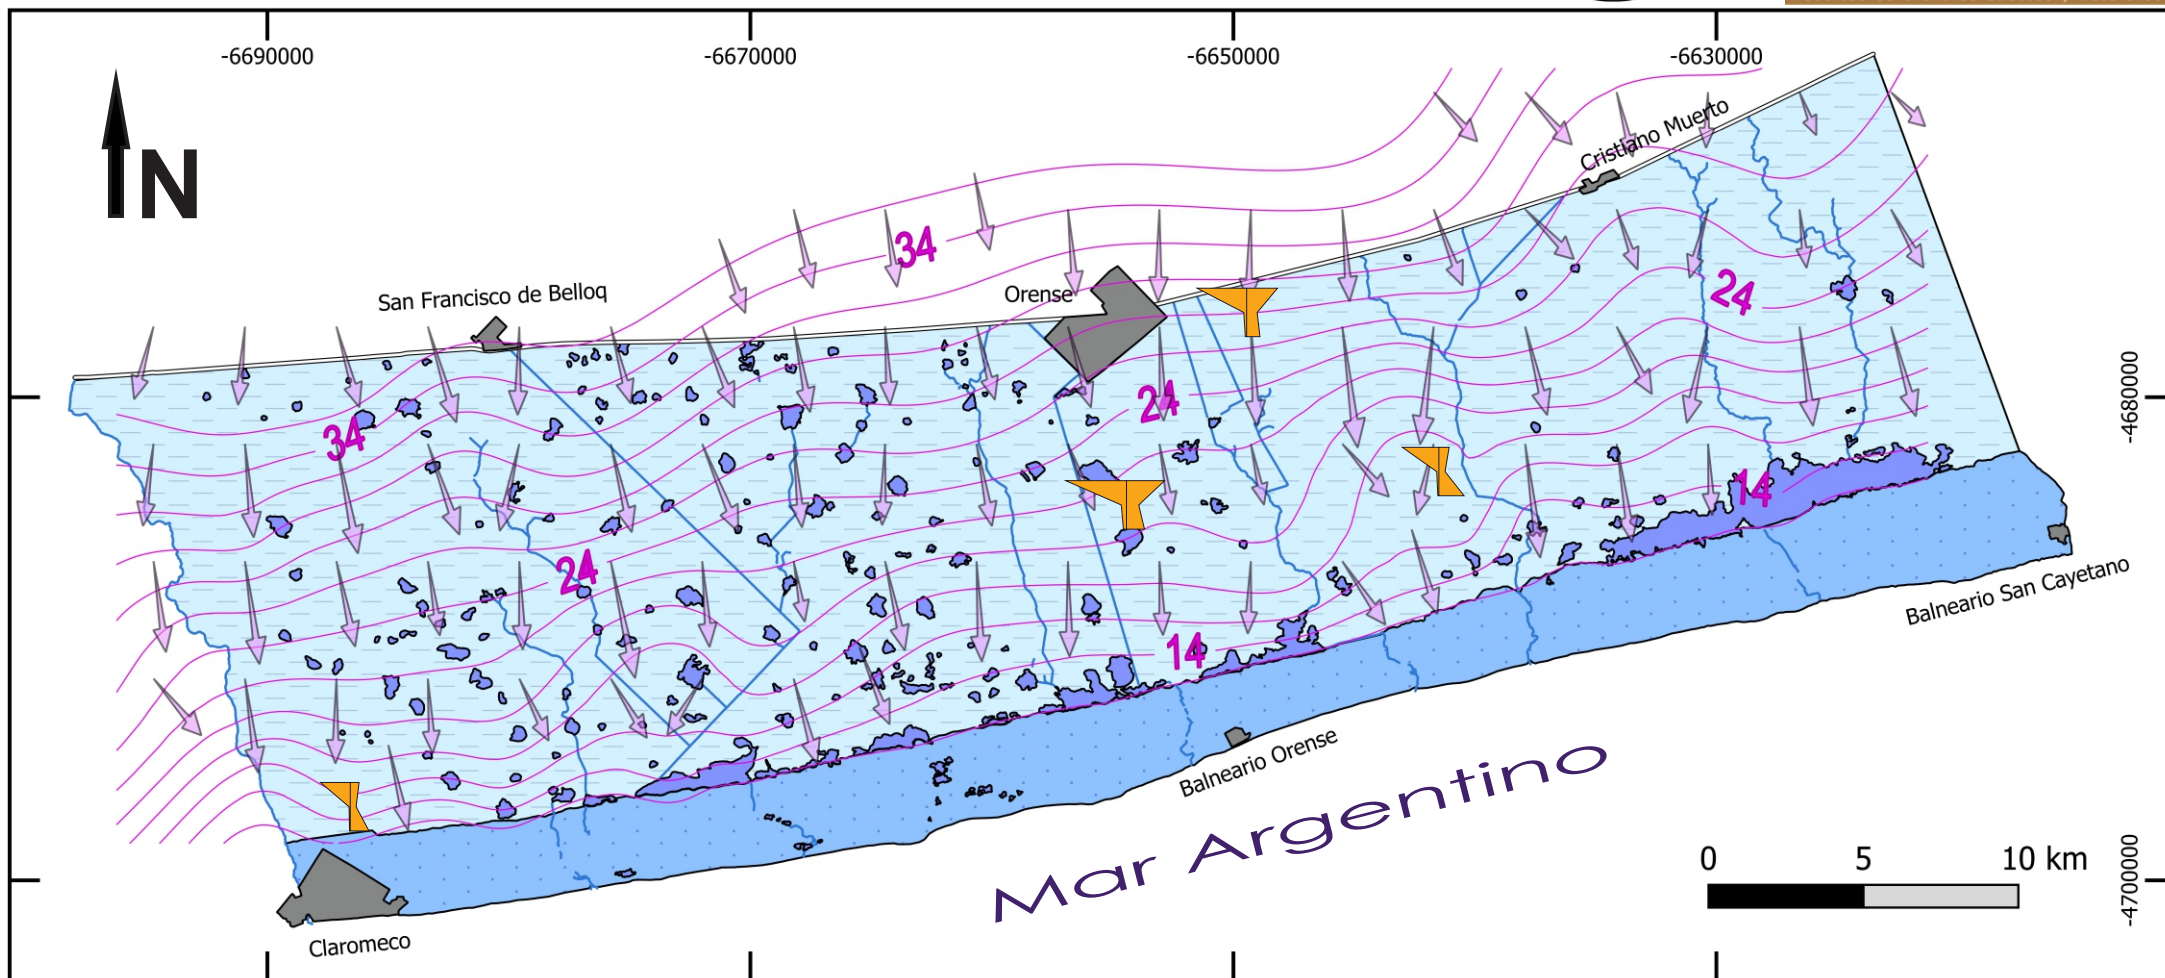 -6690000
-6670000
-6650000
-6630000
N
Cristiano Muerto
34
San Francisco de Belloq
Orense
24
24
34
-4680000
14
24
Balneario San Cayetano
14
Balneario Orense
Mar Argentino
0 5 10 km
-4700000
Claromeco